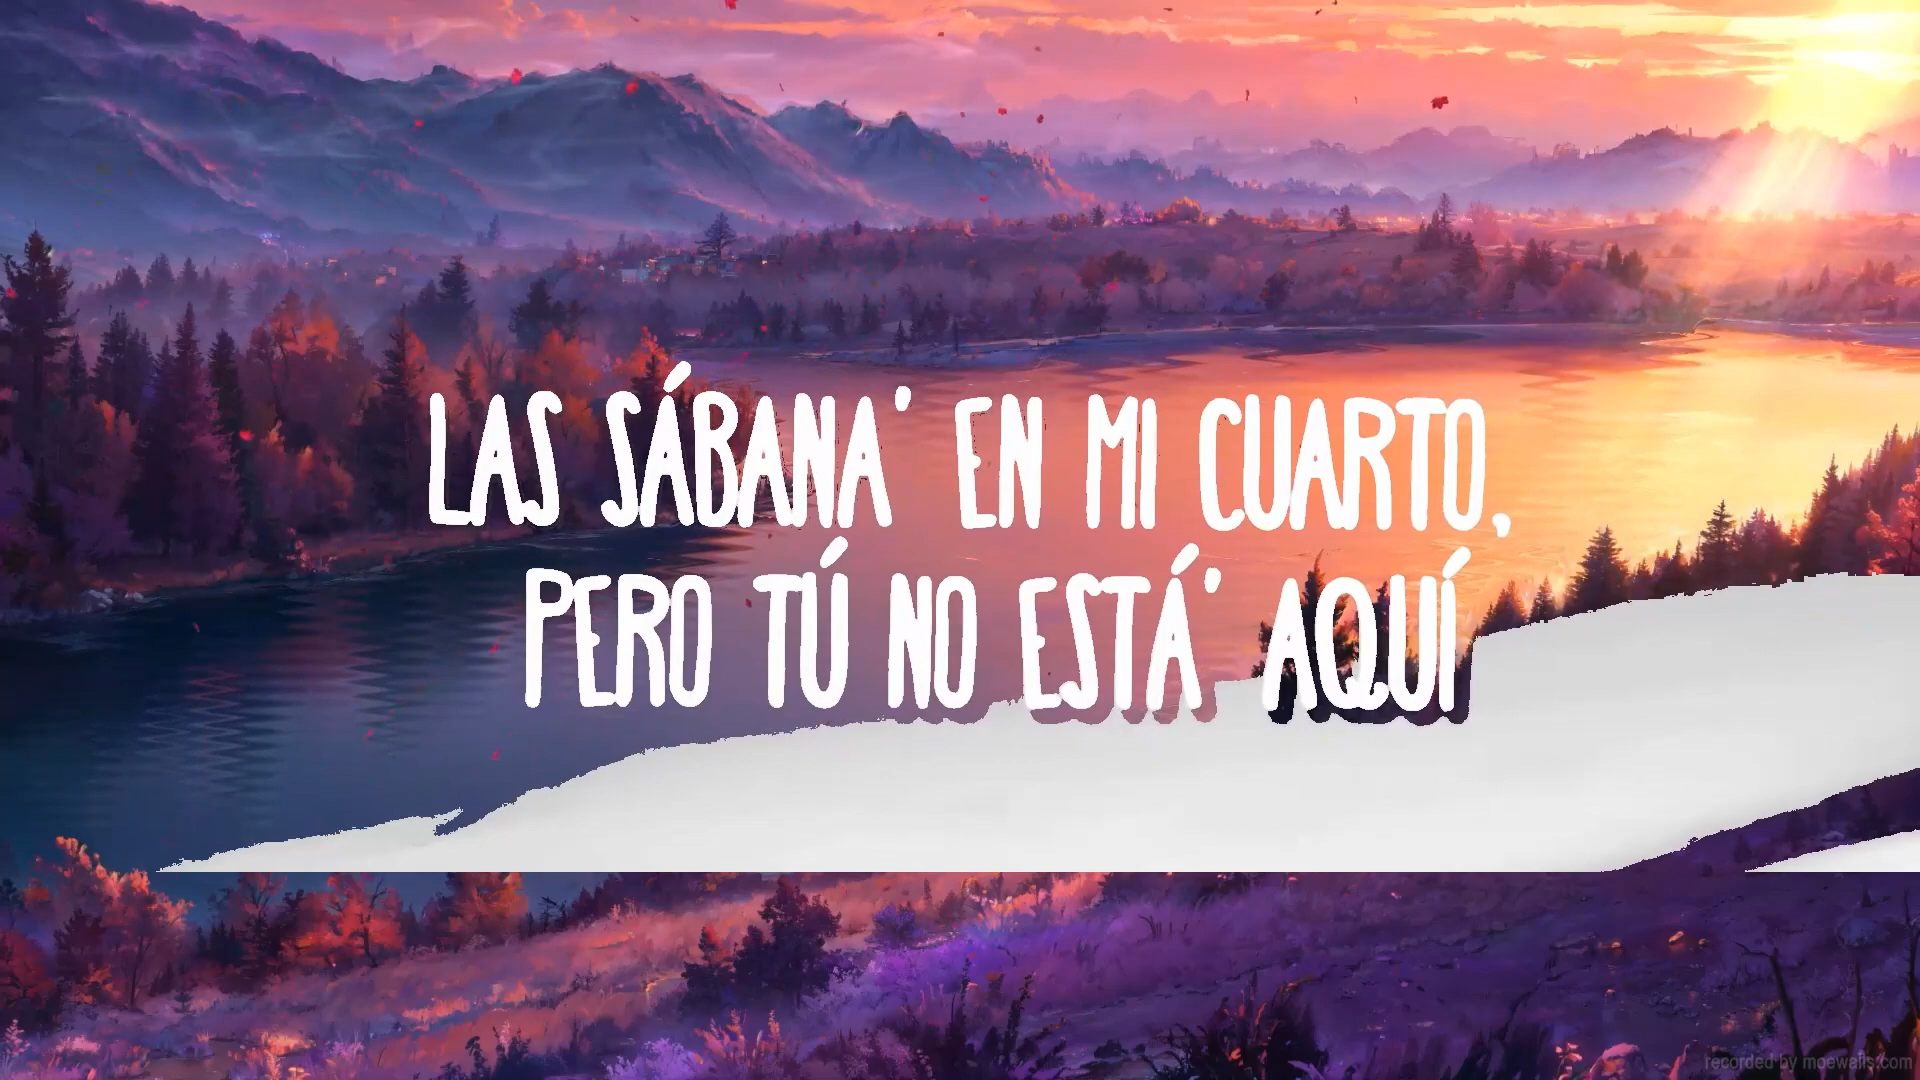 LAS SÁBANA' EN MI CUARTO,
PERO TÚ NO ESTÁ' AQUÍ
recorded by moewalls.com